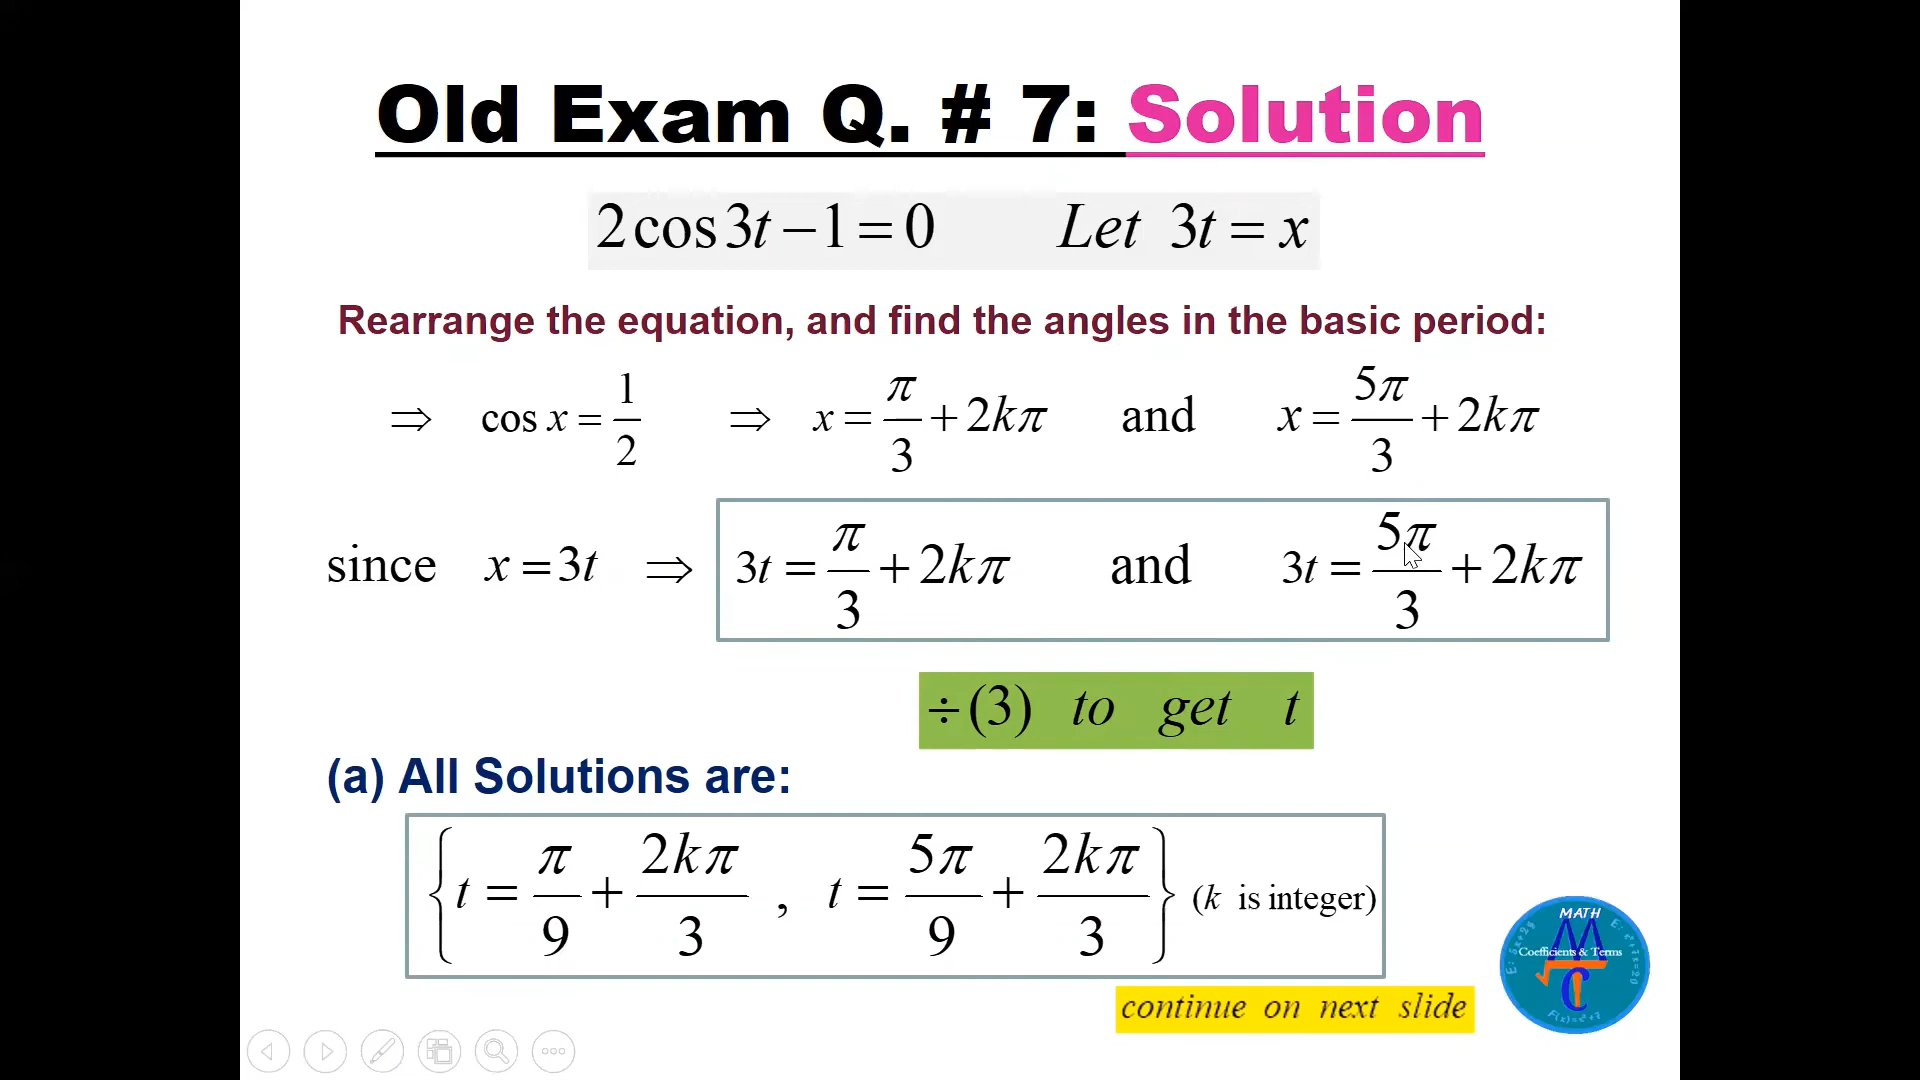 Old Exam Q. # 7: Solution
2cos3t−1=0 Let 3t = x
Rearrange the equation, and find the angles in the basic period:
⇒ cos x = 1/2 ⇒ x = π/3 + 2kπ and x = 5π/3 + 2kπ
since x = 3t ⇒ 3t = π/3 + 2kπ and 3t = 5π/3 + 2kπ
÷(3) to get t
(a) All Solutions are:
{t = π/9 + 2kπ/3 , t = 5π/9 + 2kπ/3} (k is integer)
MATH
Coefficients & Terms
continue on next slide